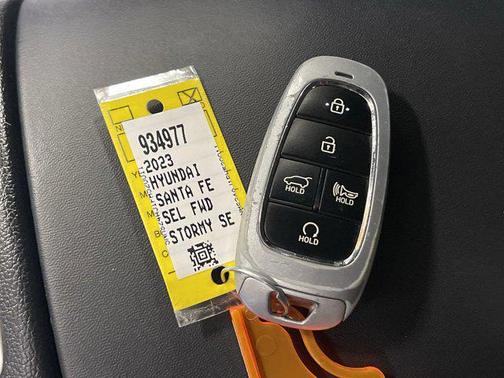 934977
2023
HYUNDAI
SANTA FE
SEL FWD
STORMY SE
HOLD
HOLD
HOLD